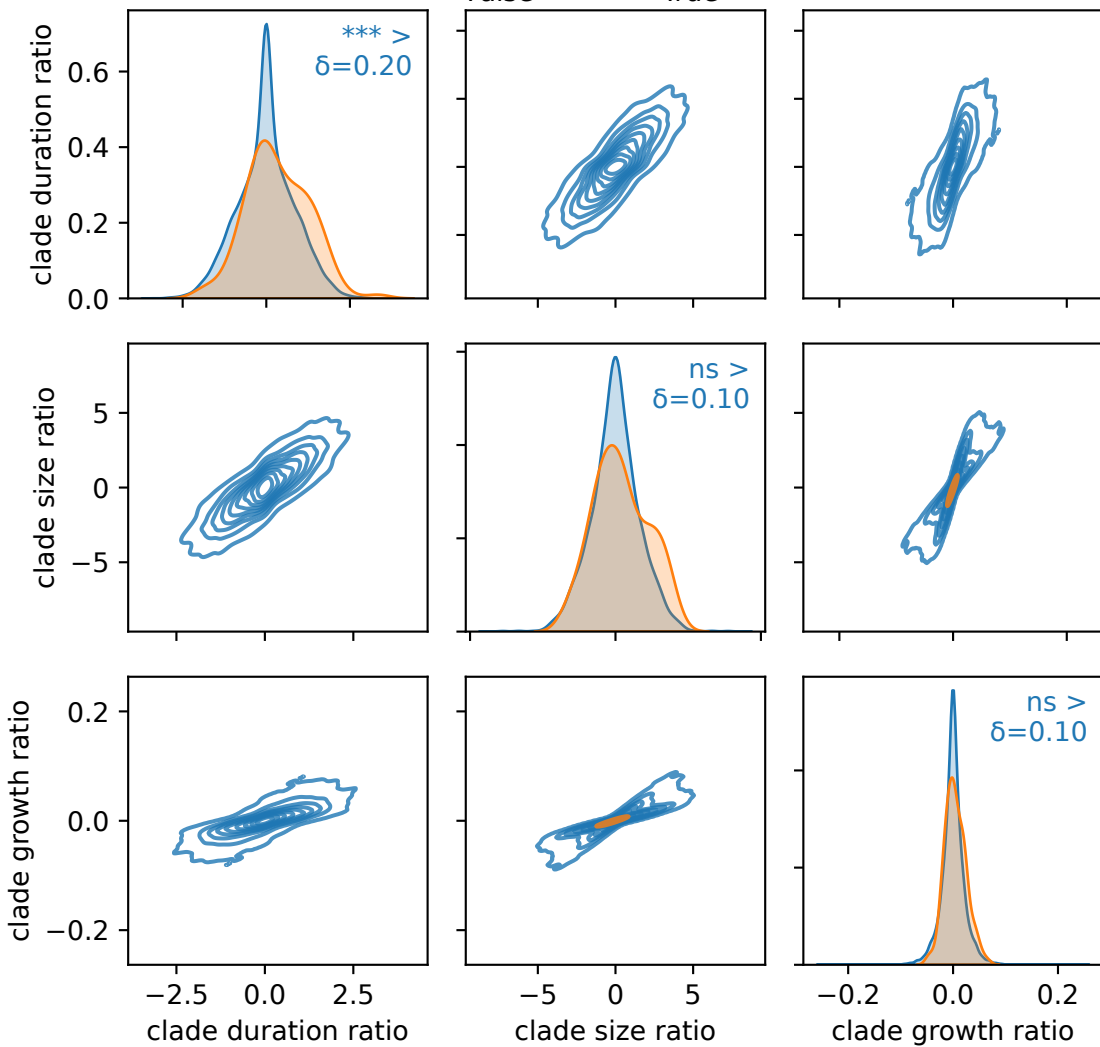 True
clade duration ratio
0.6
0.4
0.2
0.0
*** >
δ=0.20
clade size ratio
5
0
−5
ns >
δ=0.10
clade growth ratio
0.2
0.0
−0.2
ns >
δ=0.10
−2.5 0.0 2.5
−5 0 5
−0.2 0.0 0.2
clade duration ratio
clade size ratio
clade growth ratio